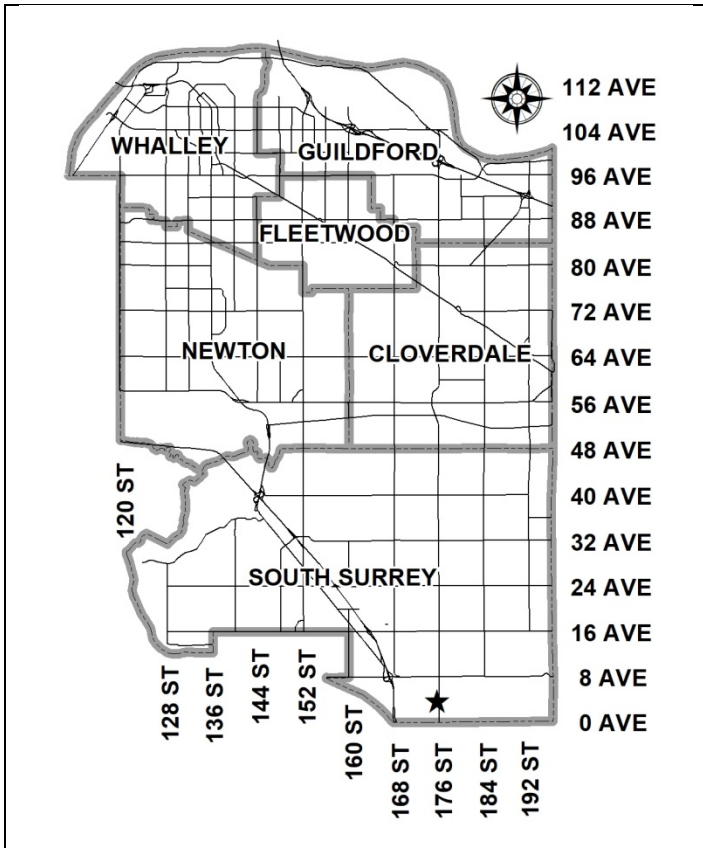 112 AVE
104 AVE
WHALLEY
GUILDFORD
96 AVE
88 AVE
FLEETWOOD
80 AVE
72 AVE
NEWTON
CLOVERDALE
64 AVE
56 AVE
48 AVE
120 ST
40 AVE
32 AVE
SOUTH SURREY
24 AVE
16 AVE
8 AVE
128 ST
136 ST
144 ST
152 ST
160 ST
0 AVE
168 ST
176 ST
184 ST
192 ST